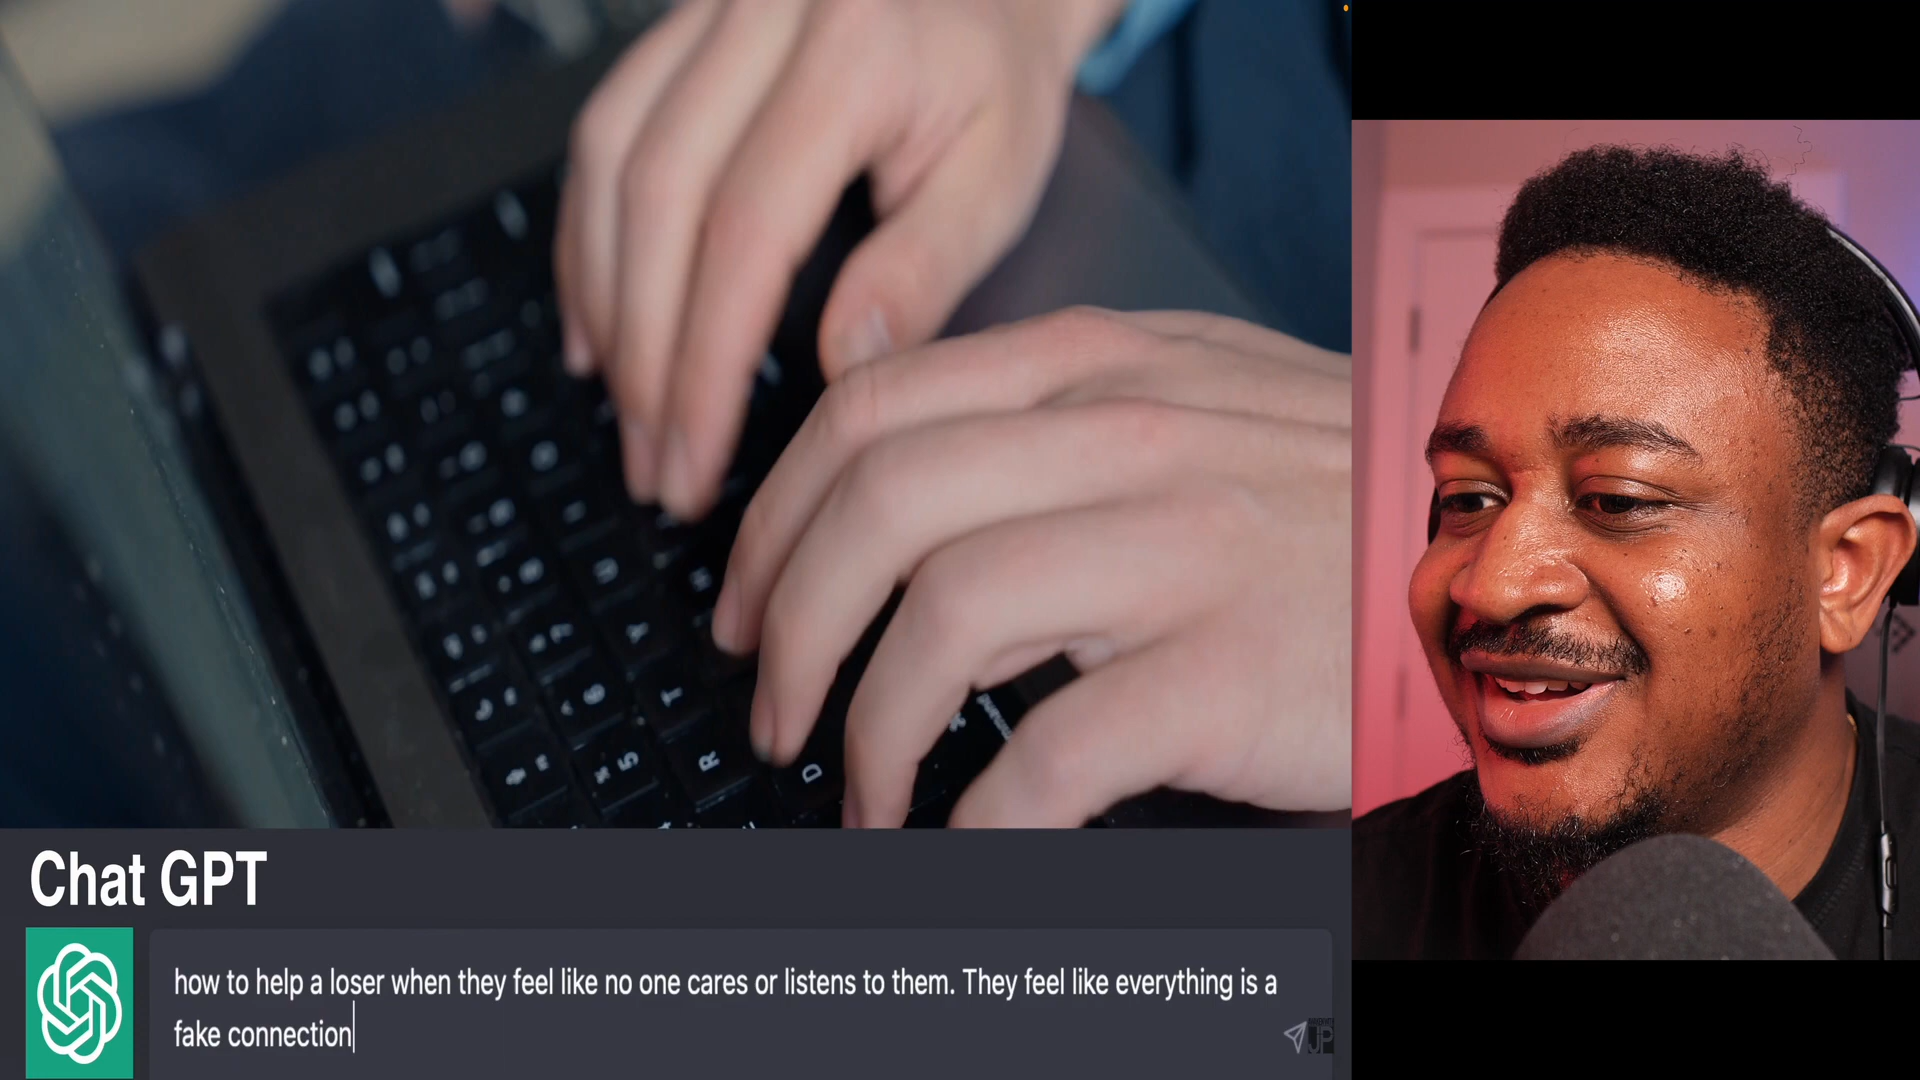 Chat GPT
how to help a loser when they feel like no one cares or listens to them. They feel like everything is a
fake connection
JP